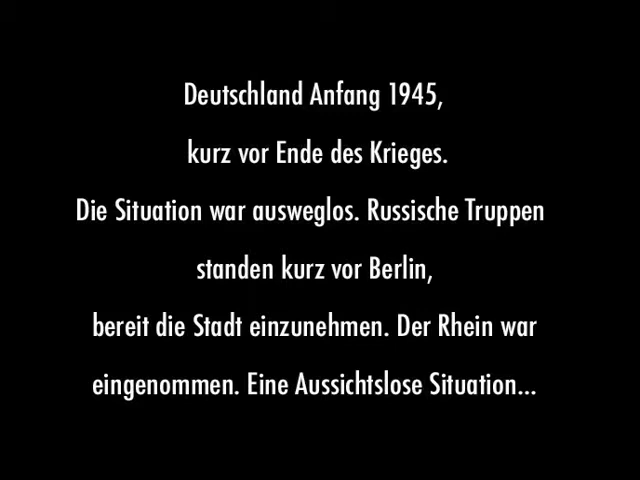 Deutschland Anfang 1945,
kurz vor Ende des Krieges.
Die Situation war ausweglos. Russische Truppen
standen kurz vor Berlin,
bereit die Stadt einzunehmen. Der Rhein war
eingenommen. Eine Aussichtslose Situation...